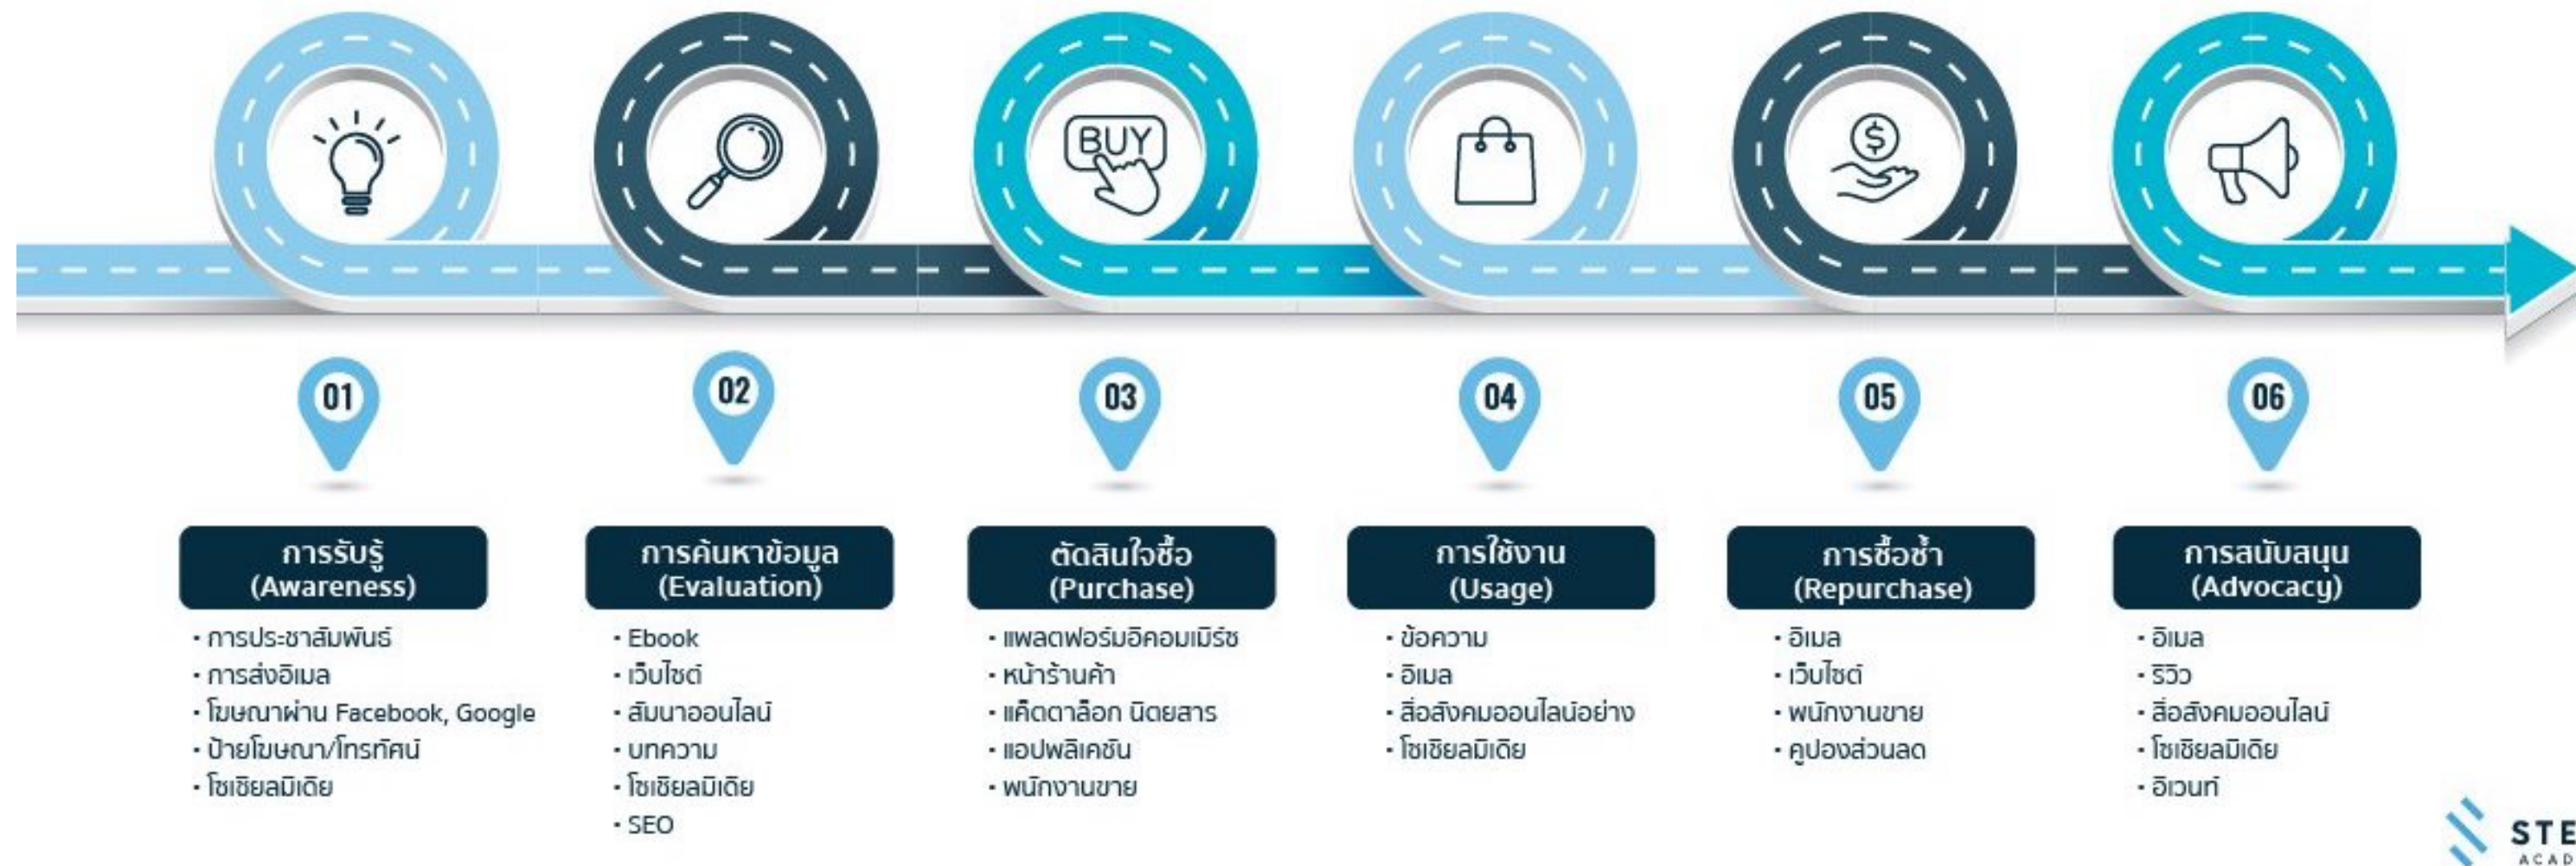 BUY
$
01
02
03
04
05
06
การรับรู้
(Awareness)
• การประชาสัมพันธ์
• การส่งอีเมล
• โฆษณาผ่าน Facebook, Google
• ป้ายโฆษณา/โทรทัศน์
• โซเชียลมีเดีย
การค้นหาข้อมูล
(Evaluation)
• Ebook
• เว็บไซต์
• สัมนาออนไลน์
• บทความ
• โซเชียลมีเดีย
• SEO
ตัดสินใจซื้อ
(Purchase)
• แพลตฟอร์มอีคอมเมิร์ซ
• หน้าร้านค้า
• แค็ตตาล็อก นิตยสาร
• แอปพลิเคชัน
• พนักงานขาย
การใช้งาน
(Usage)
• ข้อความ
• อีเมล
• สื่อสังคมออนไลน์อย่าง
• โซเชียลมีเดีย
การซื้อซ้ำ
(Repurchase)
• อีเมล
• เว็บไซต์
• พนักงานขาย
• คูปองส่วนลด
การสนับสนุน
(Advocacy)
• อีเมล
• รีวิว
• สื่อสังคมออนไลน์
• โซเชียลมีเดีย
• อีเวนท์